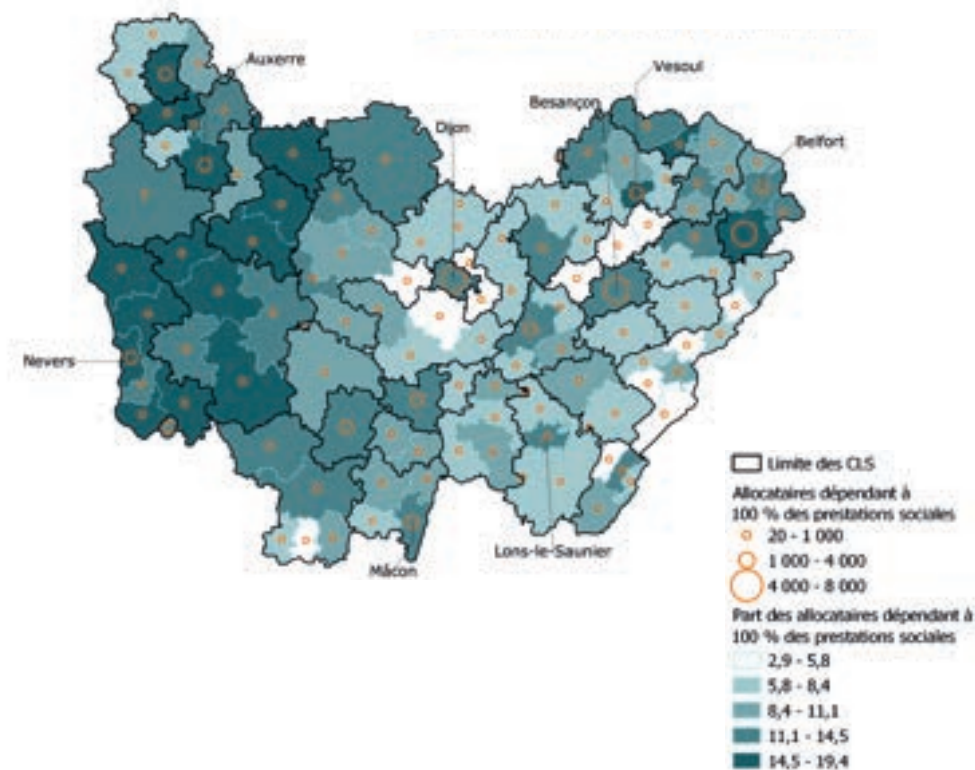 Auxerre
Vesoul
Besançon
Dijon
Belfort
Nevers
Lons-le-Saunier
Mâcon
Limite des CLS
Allocataires dépendant à
100 % des prestations sociales
20 - 1 000
1 000 - 4 000
4 000 - 8 000
Part des allocataires dépendant à
100 % des prestations sociales
2,9 - 5,8
5,8 - 8,4
8,4 - 11,1
11,1 - 14,5
14,5 - 19,4